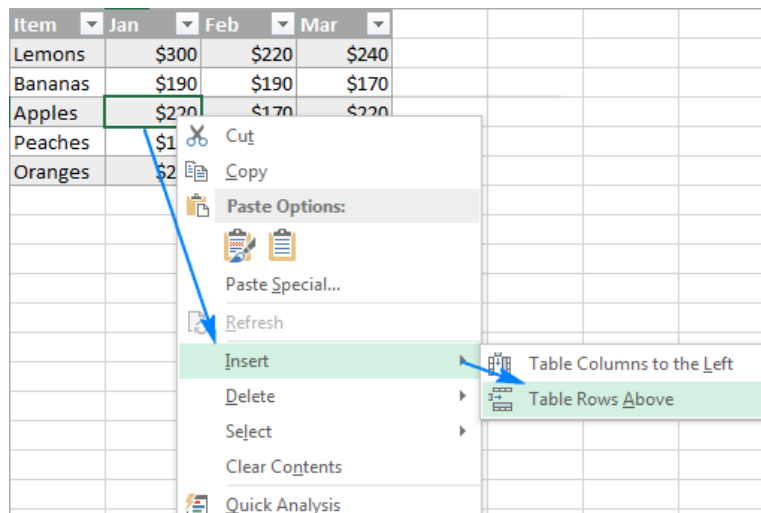 Item Jan Feb Mar
Lemons $300 $220 $240
Bananas $190 $190 $170
Apples $220 $170 $220
Peaches $1
Oranges $2
Cut
Copy
Paste Options:
Paste Special...
Refresh
Insert
Table Columns to the Left
Delete
Table Rows Above
Select
Clear Contents
Quick Analysis